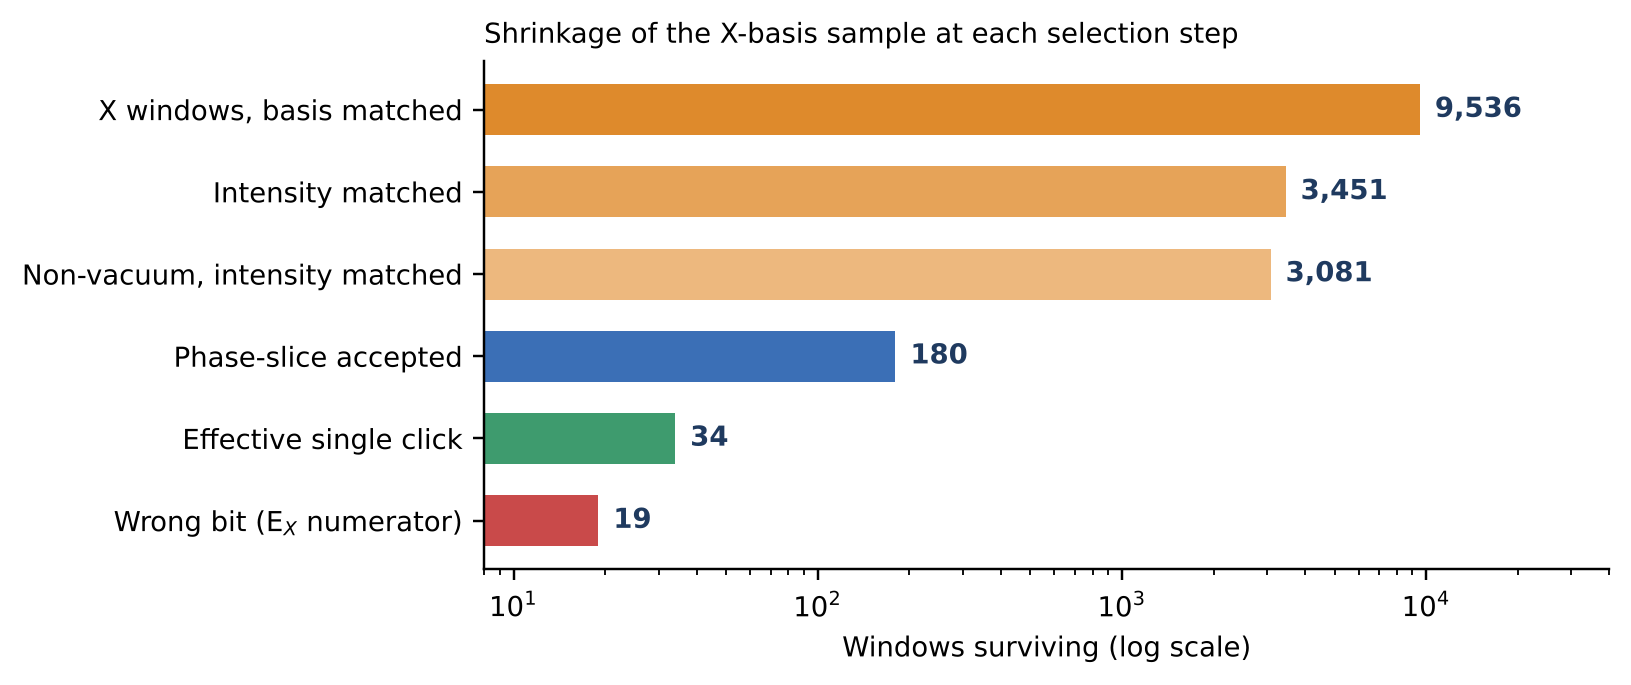 Shrinkage of the X-basis sample at each selection step
X windows, basis matched 9,536
Intensity matched 3,451
Non-vacuum, intensity matched 3,081
Phase-slice accepted 180
Effective single click 34
Wrong bit (E_X numerator) 19
10^1 10^2 10^3 10^4
Windows surviving (log scale)